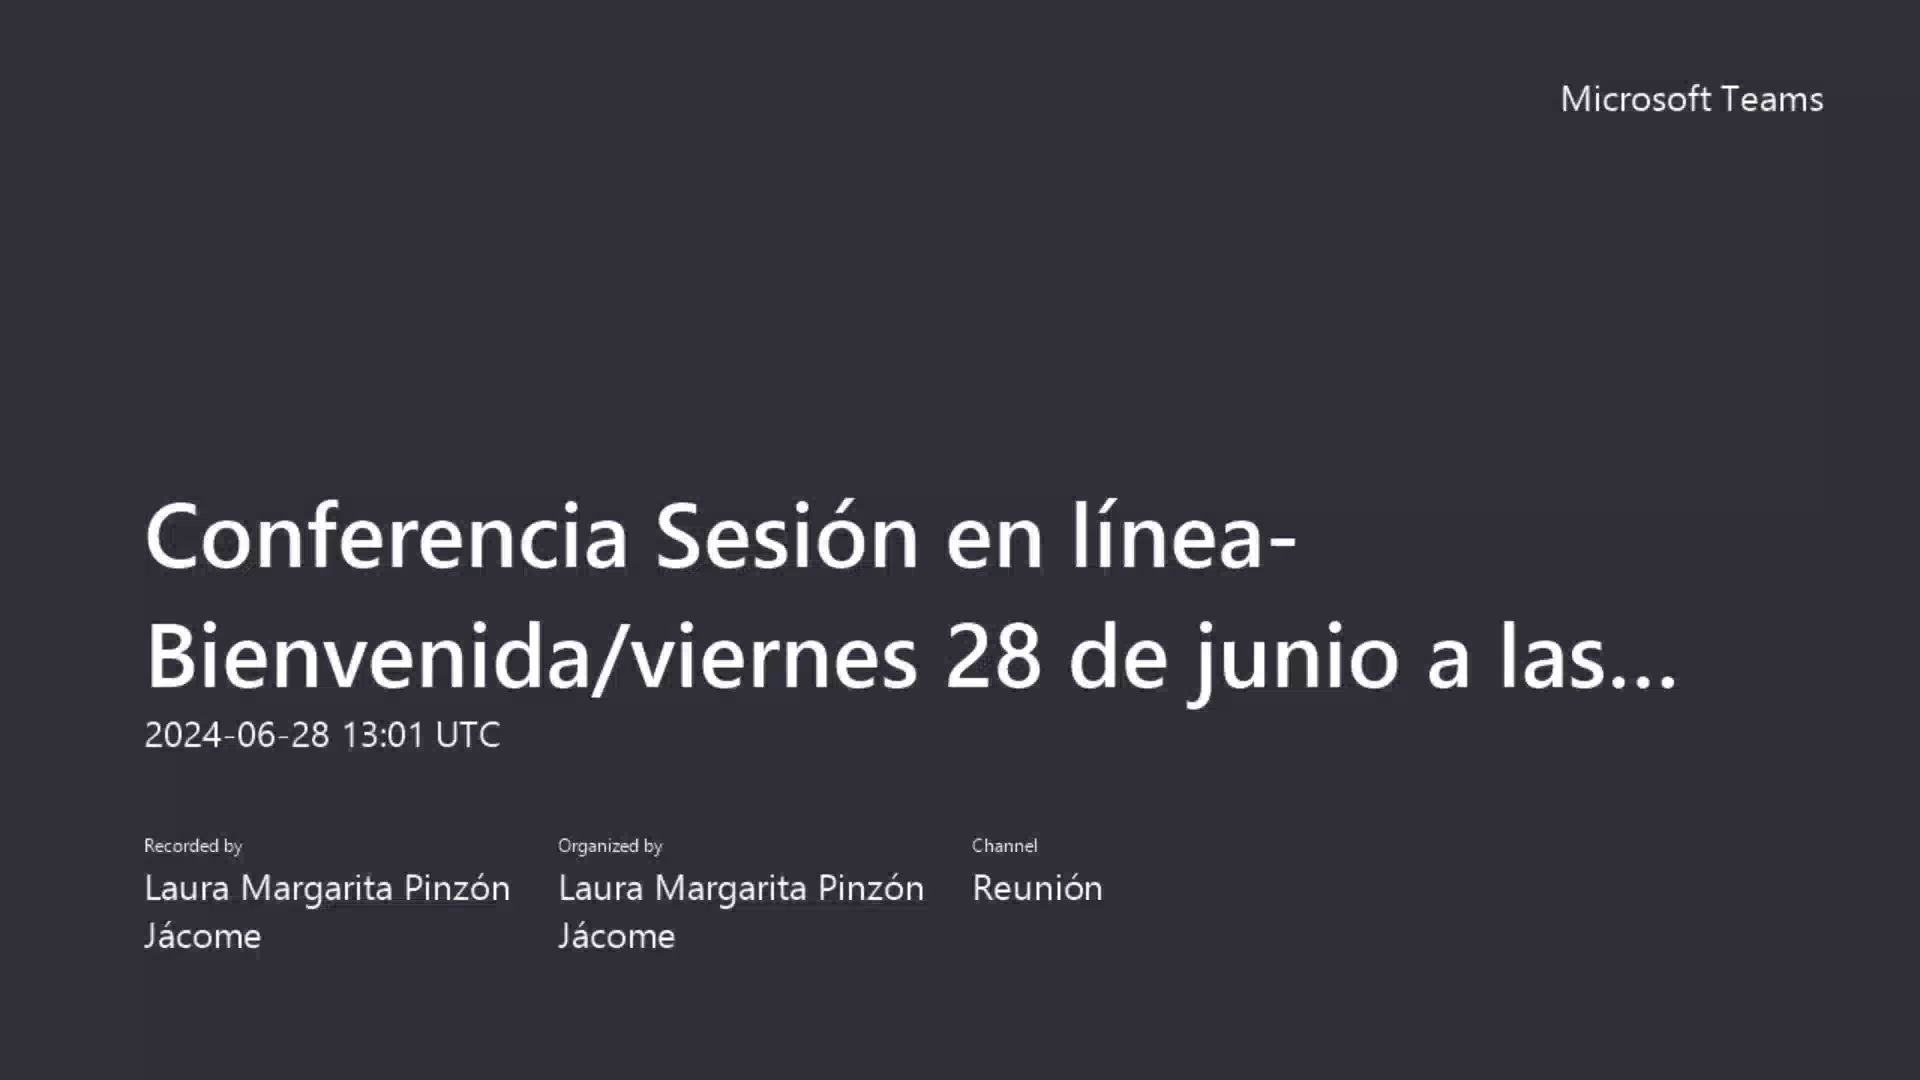 Microsoft Teams
Conferencia Sesión en línea-
Bienvenida/viernes 28 de junio a las...
2024-06-28 13:01 UTC
Recorded by
Laura Margarita Pinzón
Jácome
Organized by
Laura Margarita Pinzón
Jácome
Channel
Reunión